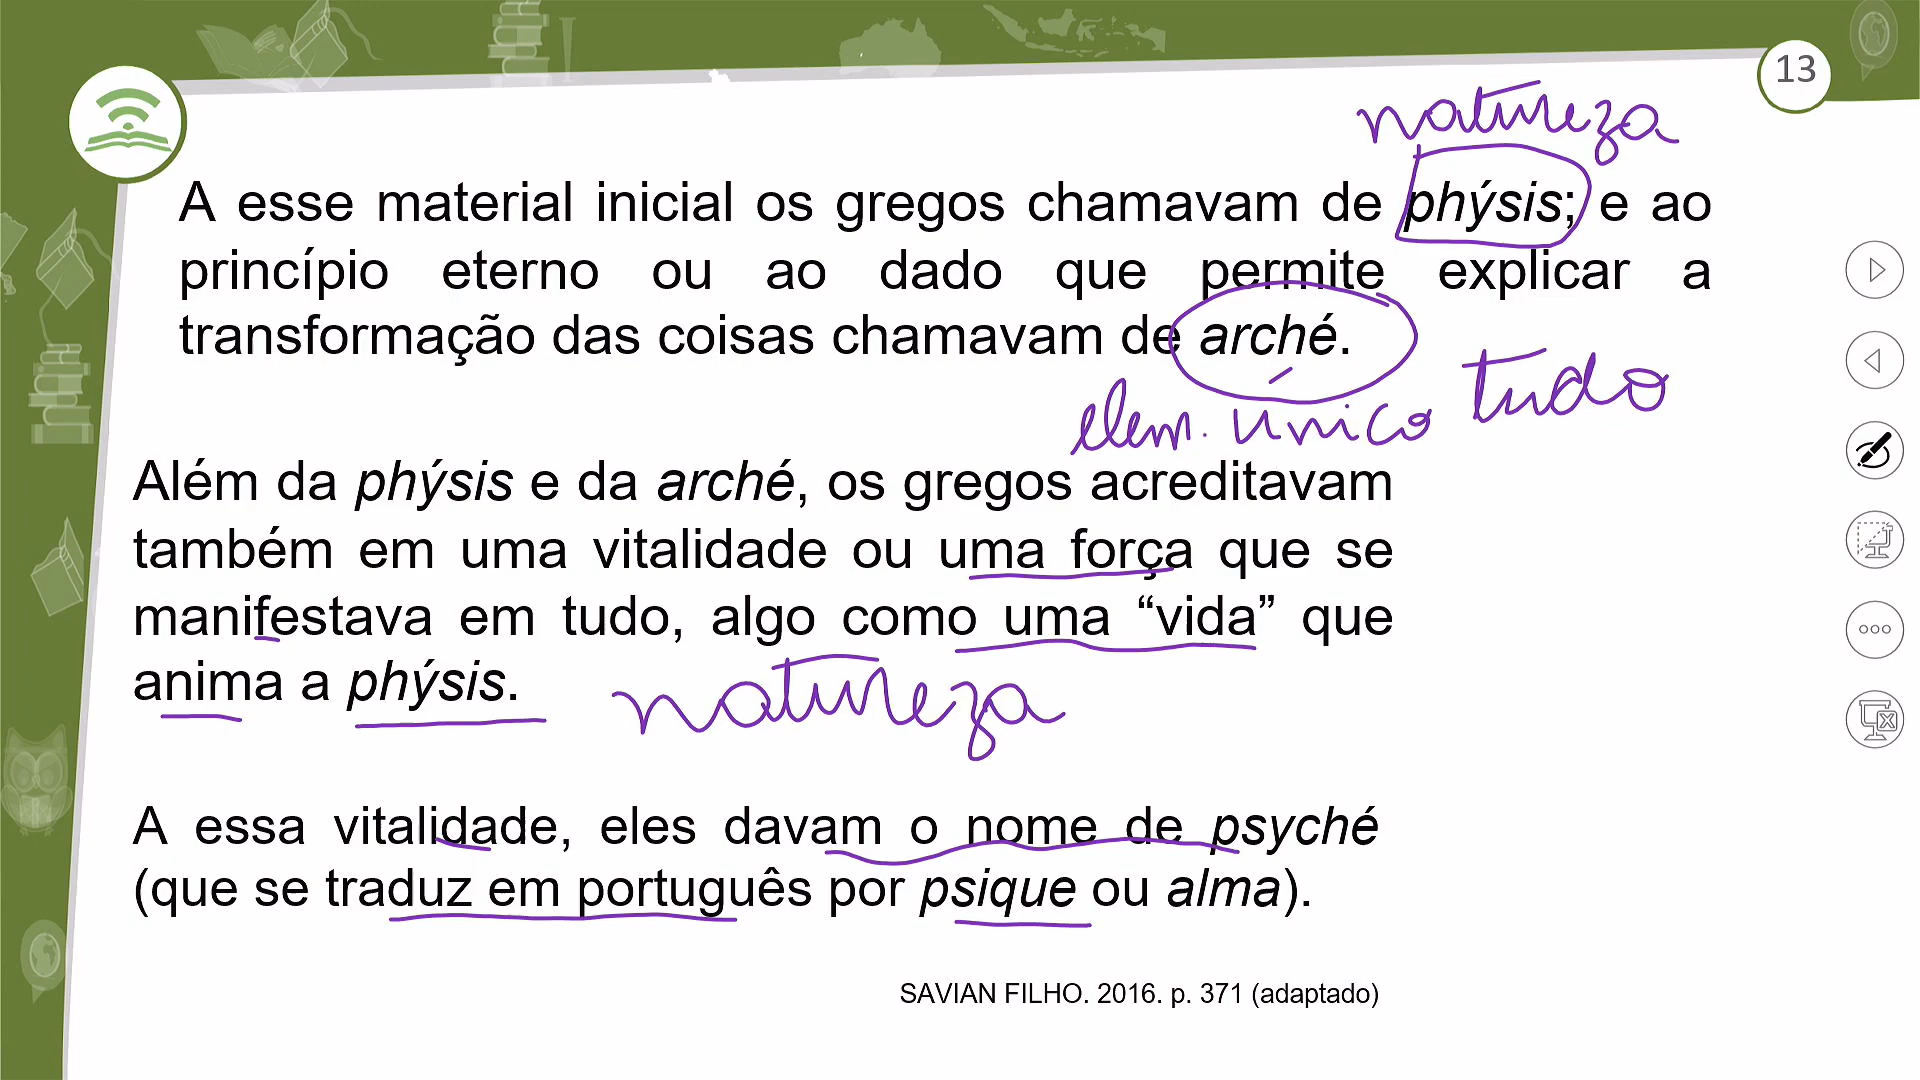 13
natureza
A esse material inicial os gregos chamavam de phýsis; e ao
princípio eterno ou ao dado que permite explicar a
transformação das coisas chamavam de arché.
elem. único tudo
Além da phýsis e da arché, os gregos acreditavam
também em uma vitalidade ou uma força que se
manifestava em tudo, algo como uma “vida” que
anima a phýsis.
natureza
A essa vitalidade, eles davam o nome de psyché
(que se traduz em português por psique ou alma).
SAVIAN FILHO. 2016. p. 371 (adaptado)